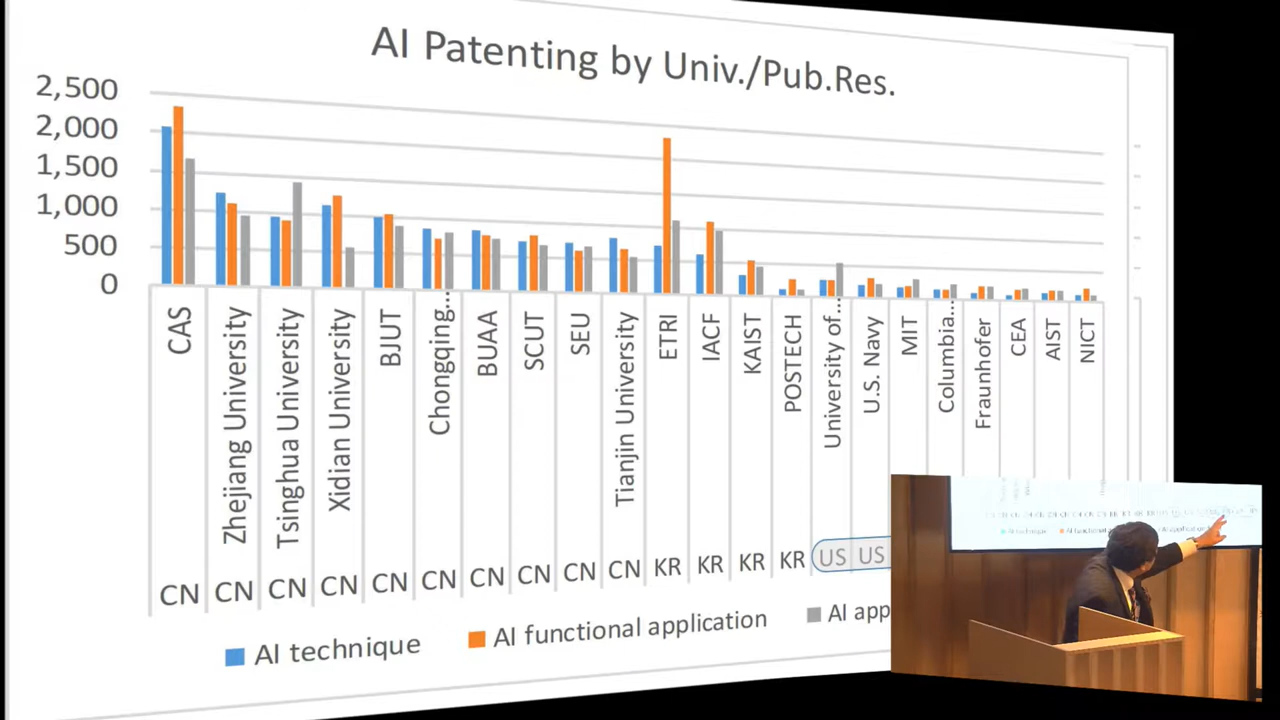 AI Patenting by Univ./Pub.Res.
2,500
2,000
1,500
1,000
500
0
CAS
Zhejiang University
Tsinghua University
Xidian University
BJUT
Chongqing...
BUAA
SCUT
SEU
Tianjin University
ETRI
IACF
KAIST
POSTECH
University of...
U.S. Navy
MIT
Columbia...
Fraunhofer
CEA
AIST
NICT
CN CN CN CN CN CN CN CN CN CN KR KR KR KR US US
AI technique AI functional application AI app